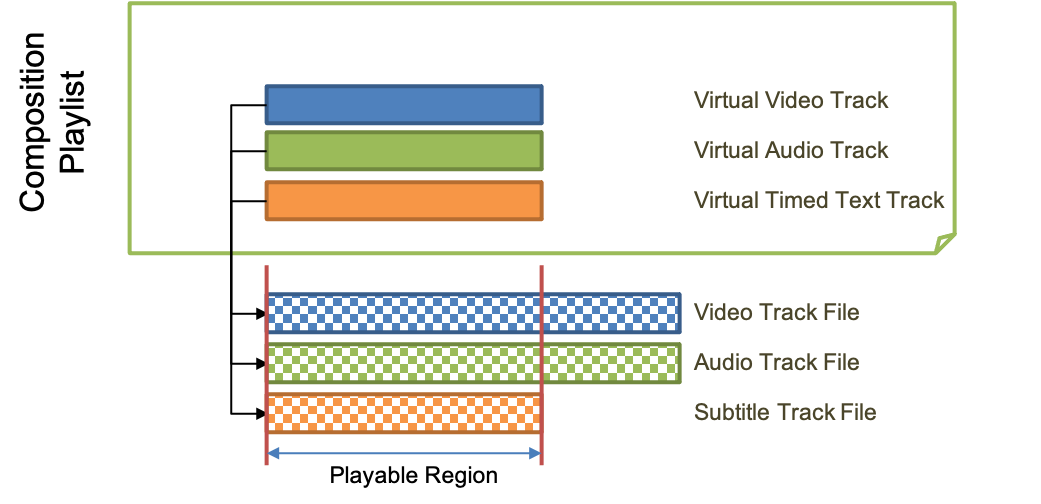 Composition
Playlist
Virtual Video Track
Virtual Audio Track
Virtual Timed Text Track
Video Track File
Audio Track File
Subtitle Track File
Playable Region